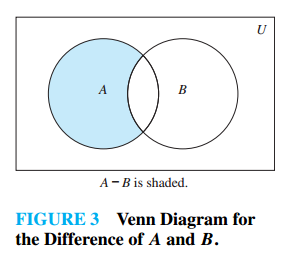 U
A
B
A − B is shaded.
FIGURE 3 Venn Diagram for
the Difference of A and B.